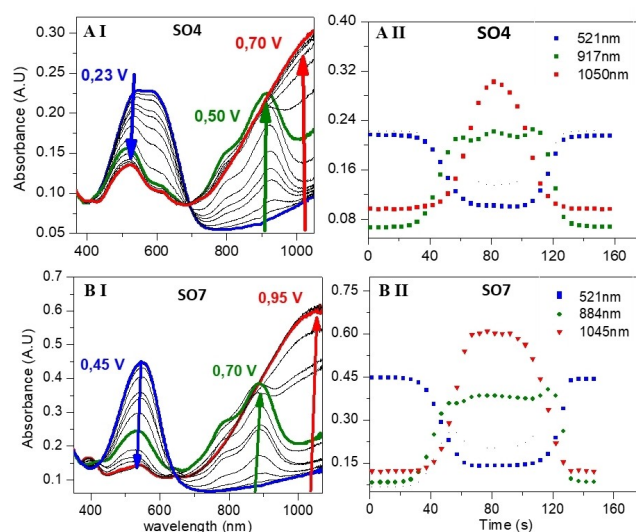 A I SO4
0,23 V
0,50 V
0,70 V
Absorbance (A.U)
0.30
0.25
0.20
0.15
0.10
0.05
400 600 800 1000
A II SO4
521nm
917nm
1050nm
0.40
0.32
0.24
0.16
0.08
0 40 80 120 160
B I SO7
0,45 V
0,70 V
0,95 V
Absorbance (A.U)
0.7
0.6
0.5
0.4
0.3
0.2
0.1
400 500 600 700 800 900 1000
wavelength (nm)
B II SO7
521nm
884nm
1045nm
0.75
0.60
0.45
0.30
0.15
0 40 80 120 160
Time (s)